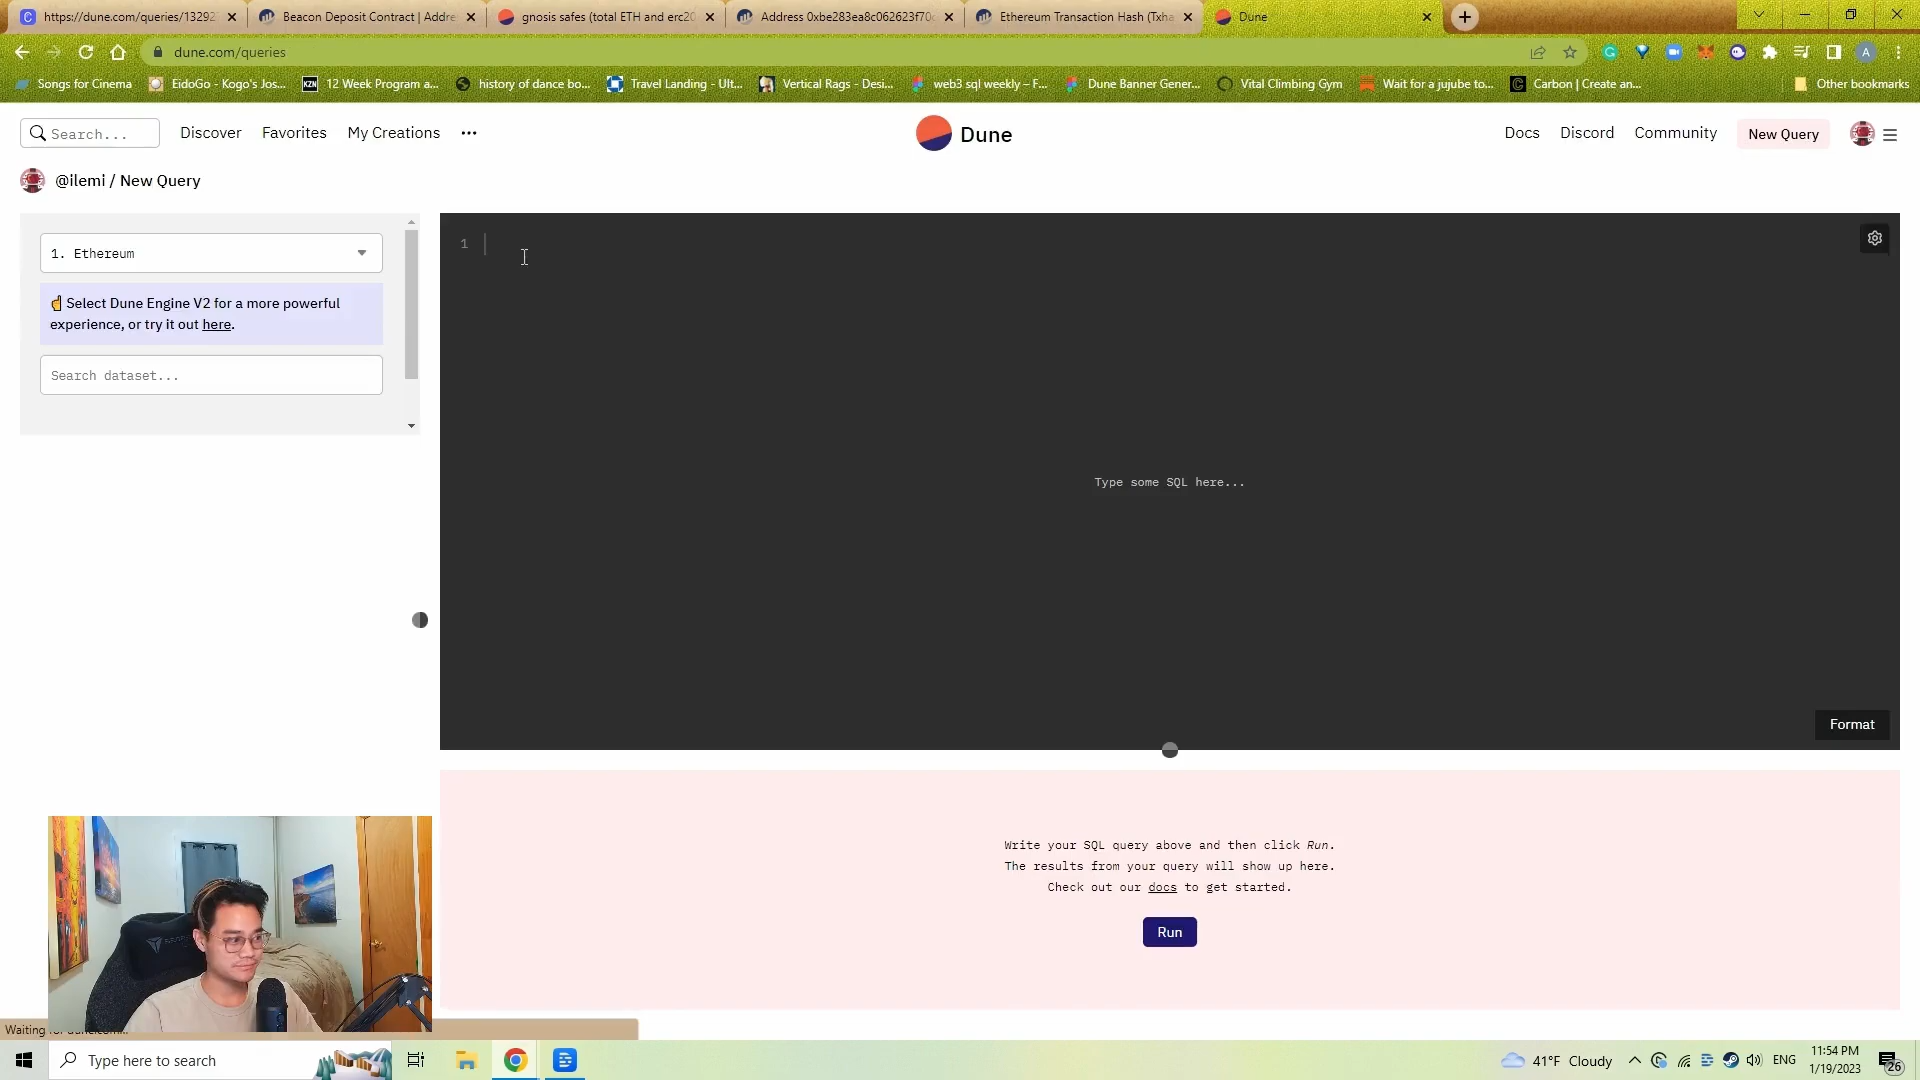 https://dune.com/queries/13292
Beacon Deposit Contract | Addre
gnosis safes (total ETH and erc20
Address 0xbe283ea8c062623f70c
Ethereum Transaction Hash (Txha
Dune
dune.com/queries
A
Songs for Cinema
EidoGo - Kogo's Jos...
KZN
12 Week Program a...
history of dance bo...
Travel Landing - Ult...
Vertical Rags - Desi...
web3 sql weekly – F...
Dune Banner Gener...
Vital Climbing Gym
Wait for a jujube to...
Carbon | Create an...
Other bookmarks
Search...
Discover
Favorites
My Creations
Dune
Docs
Discord
Community
New Query
@ilemi / New Query
1. Ethereum
☝Select Dune Engine V2 for a more powerful
experience, or try it out here.
Search dataset...
1
Type some SQL here...
Format
Write your SQL query above and then click Run.
The results from your query will show up here.
Check out our docs to get started.
Run
Type here to search
41°F Cloudy
ENG
11:54 PM
1/19/2023
26